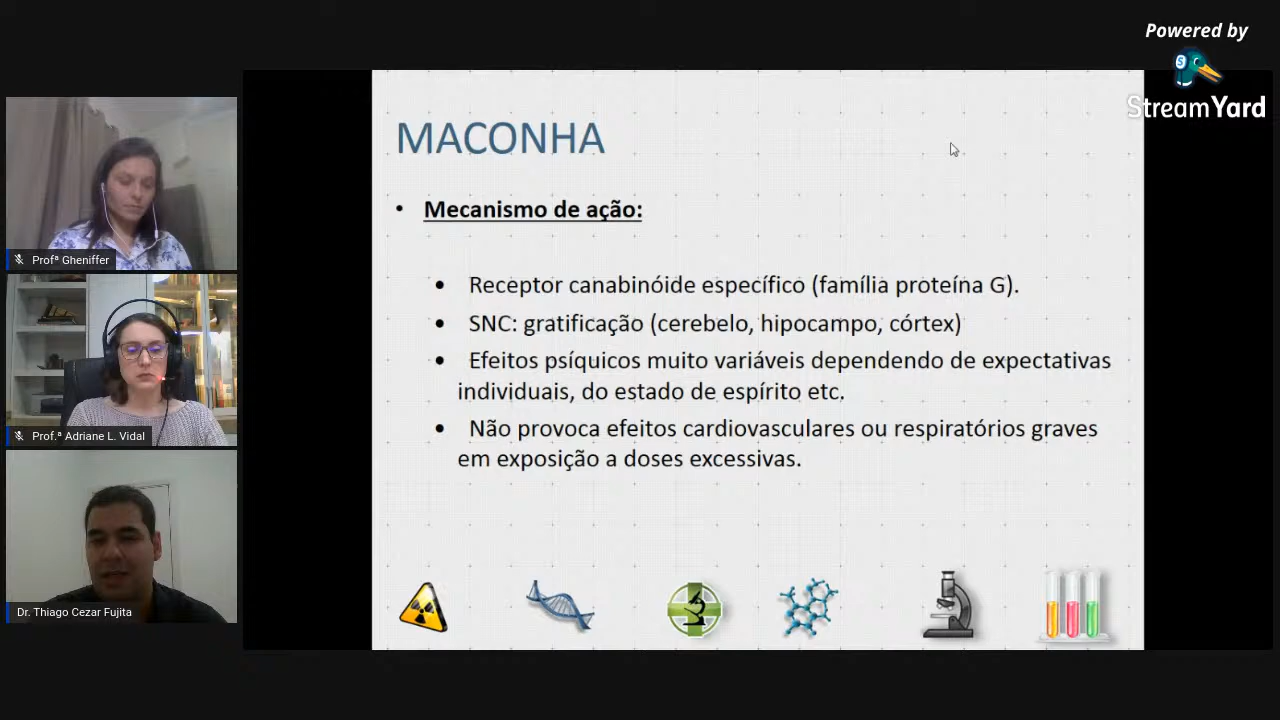 Powered by
StreamYard
MACONHA
• Mecanismo de ação:
• Receptor canabinóide específico (família proteína G).
• SNC: gratificação (cerebelo, hipocampo, córtex)
• Efeitos psíquicos muito variáveis dependendo de expectativas
individuais, do estado de espírito etc.
• Não provoca efeitos cardiovasculares ou respiratórios graves
em exposição a doses excessivas.
Profª Gheniffer
Prof.ª Adriane L. Vidal
Dr. Thiago Cezar Fujita